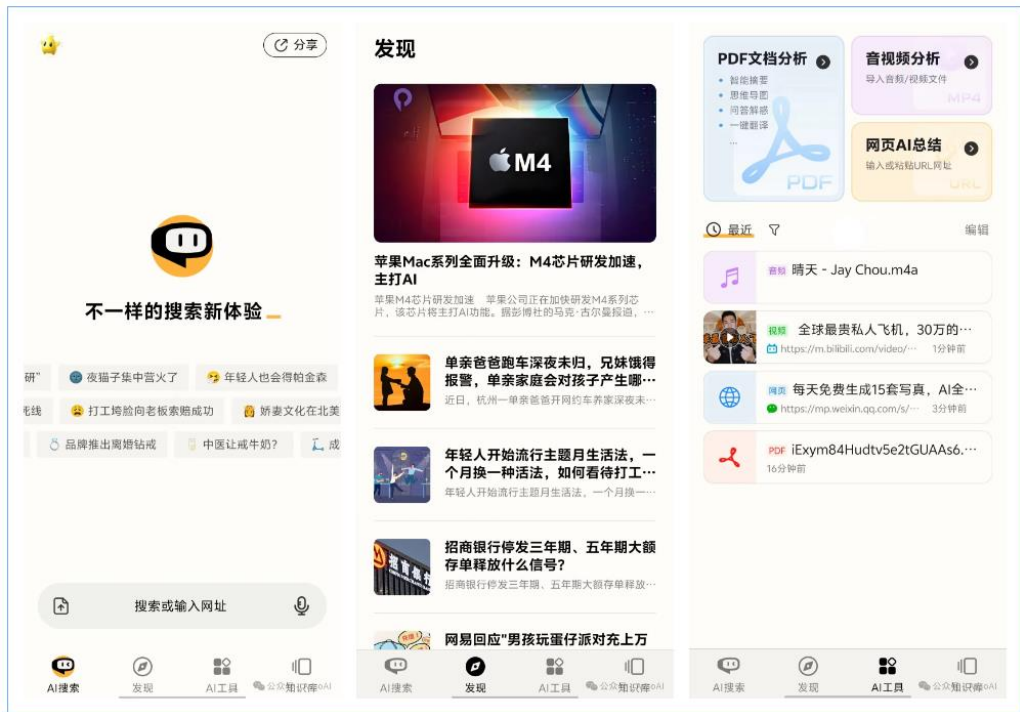 分享
不一样的搜索新体验
研”
夜猫子集中营火了
年轻人也会得帕金森
死线
打工垮脸向老板索赔成功
娇妻文化在北美
品牌推出离婚钻戒
中医让戒牛奶?
成
搜索或输入网址
AI搜索
发现
AI工具
知识库
发现
M4
苹果Mac系列全面升级：M4芯片研发加速，
主打AI
苹果M4芯片研发加速 苹果公司正在加快研发M4系列芯
片，该芯片将主打AI功能。据彭博社的马克·古尔曼报道，…
单亲爸爸跑车深夜未归，兄妹饿得
报警，单亲家庭会对孩子产生哪…
近日，杭州一单亲爸爸开网约车养家深夜未…
年轻人开始流行主题月生活法，一
个月换一种活法，如何看待打工…
年轻人开始流行主题月生活法，一个月换一…
招商银行停发三年期、五年期大额
存单释放什么信号?
招商银行停发三年期、五年期大额存单释放…
网易回应"男孩玩蛋仔派对充上万
AI搜索
发现
AI工具
知识库
PDF文档分析
• 智能摘要
• 思维导图
• 问答解惑
• 一键翻译
...
PDF
音视频分析
导入音频/视频文件
MP4
网页AI总结
输入或粘贴URL网址
URL
最近
编辑
音频 晴天 - Jay Chou.m4a
视频 全球最贵私人飞机，30万的…
https://m.bilibili.com/video/… 1分钟前
网页 每天免费生成15套写真，AI全…
https://mp.weixin.qq.com/s/… 3分钟前
PDF iExym84Hudtv5e2tGUAAs6.…
16分钟前
AI搜索
发现
AI工具
知识库